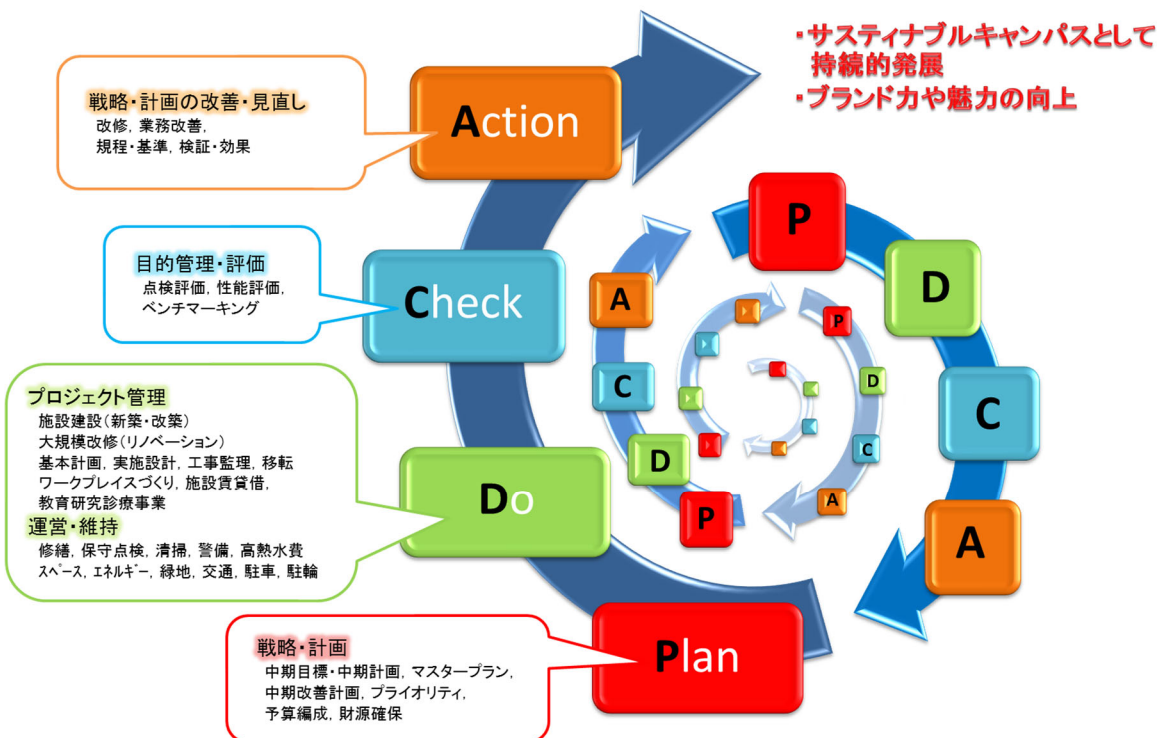 ・サスティナブルキャンパスとして
持続的発展
・ブランド力や魅力の向上
Action
戦略・計画の改善・見直し
改修, 業務改善,
規程・基準, 検証・効果
Check
目的管理・評価
点検評価, 性能評価,
ベンチマーキング
Do
プロジェクト管理
施設建設(新築・改築)
大規模改修(リノベーション)
基本計画, 実施設計, 工事監理, 移転
ワークプレイスづくり, 施設賃貸借,
教育研究診療事業
運営・維持
修繕, 保守点検, 清掃, 警備, 高熱水費
スペース, エネルギー, 緑地, 交通, 駐車, 駐輪
Plan
戦略・計画
中期目標・中期計画, マスタープラン,
中期改善計画, プライオリティ,
予算編成, 財源確保
P
D
C
A
A
C
D
P
P
D
C
A